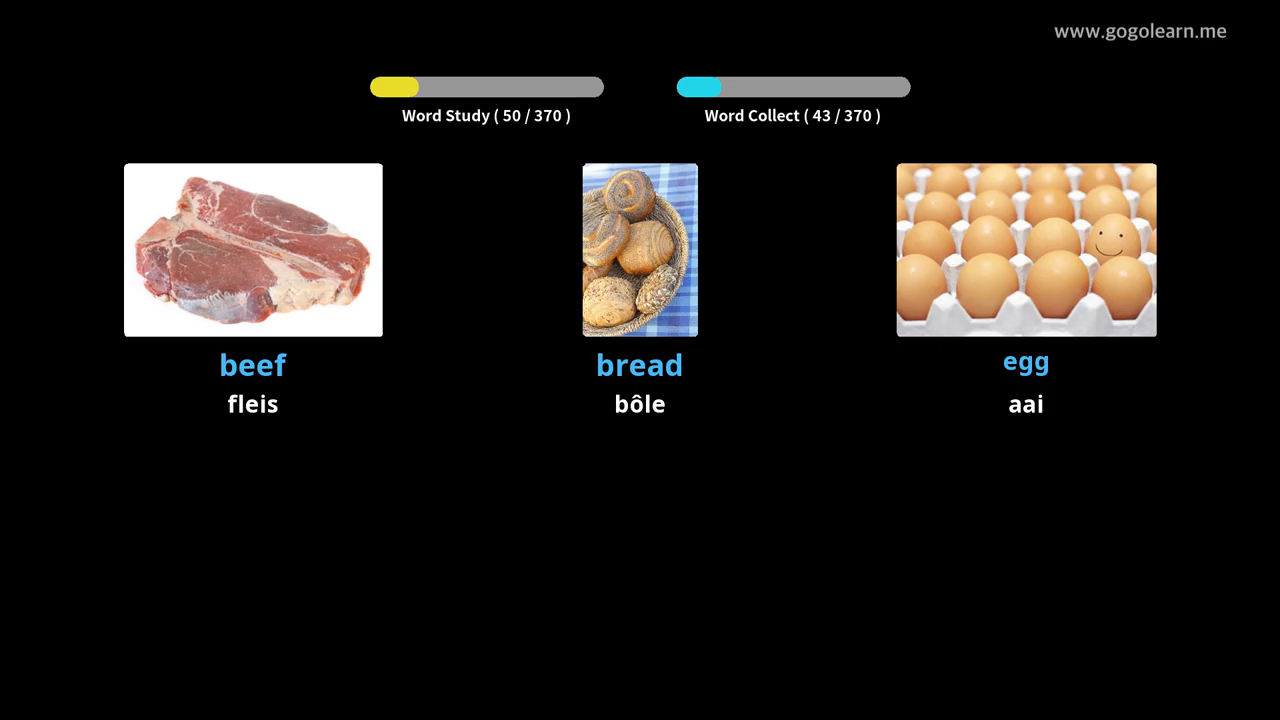 www.gogolearn.me
Word Study ( 50 / 370 )
Word Collect ( 43 / 370 )
beef
fleis
bread
bôle
egg
aai